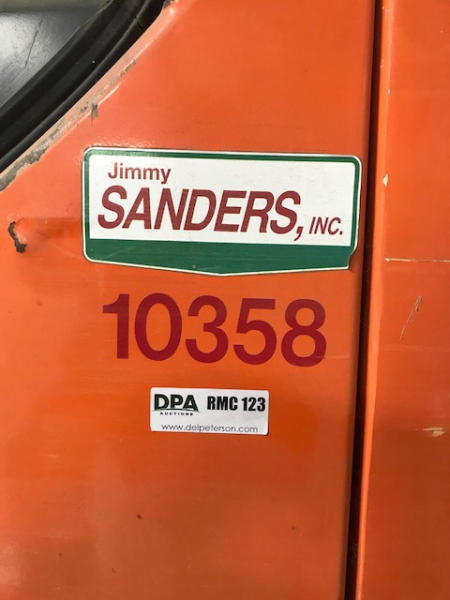 Jimmy
SANDERS, INC.
10358
DPA RMC 123
AUCTIONS
www.delpeterson.com